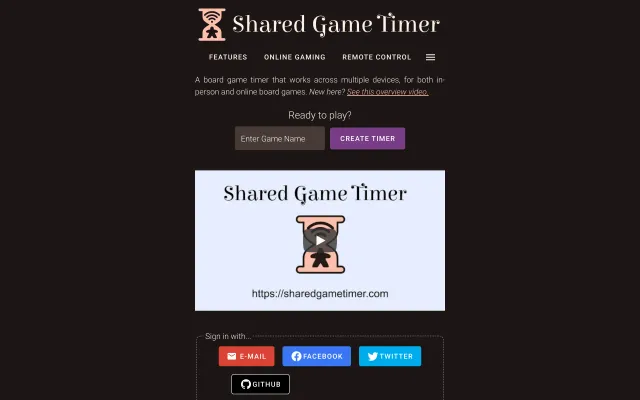 Shared Game Timer
FEATURES ONLINE GAMING REMOTE CONTROL
A board game timer that works across multiple devices, for both in-
person and online board games. New here? See this overview video.
Ready to play?
Enter Game Name CREATE TIMER
Shared Game Timer
https://sharedgametimer.com
Sign in with...
E-MAIL FACEBOOK TWITTER
GITHUB